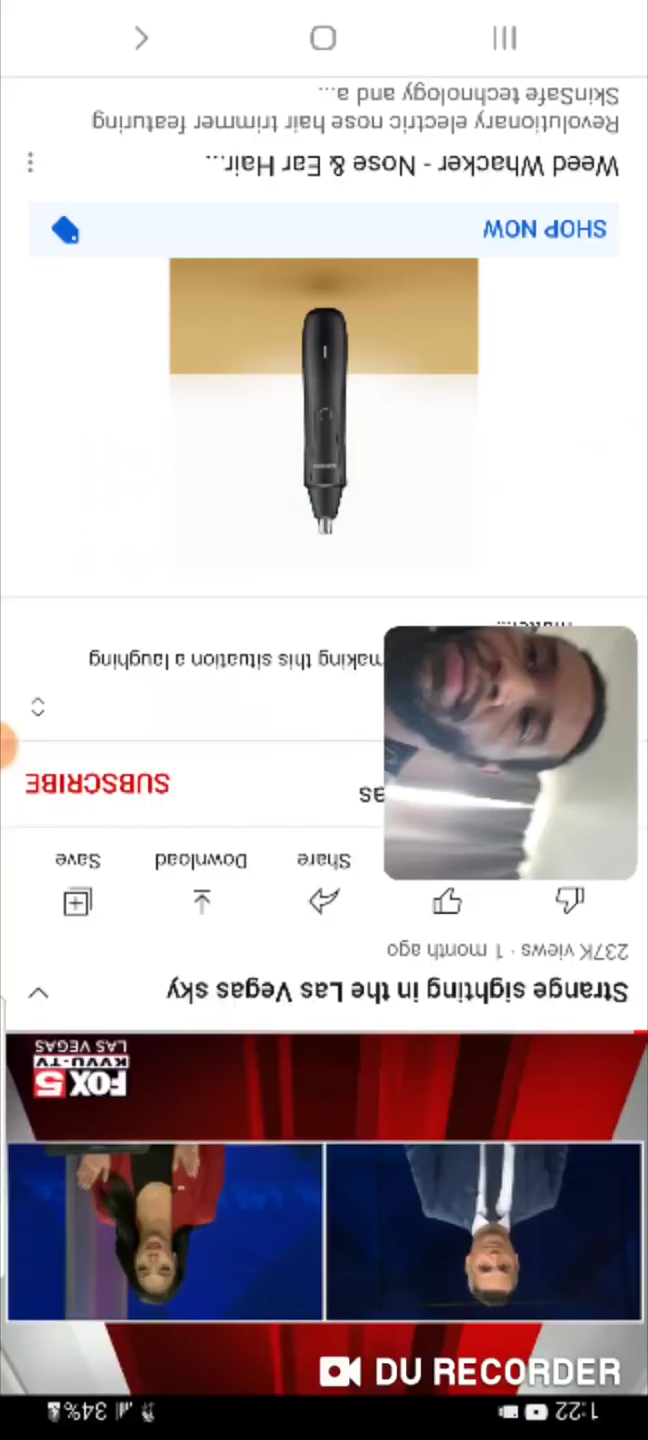 1:22
34%
DU RECORDER
FOX 5
KVVU-TV
LAS VEGAS
Strange sighting in the Las Vegas sky
237K views · 1 month ago
Share
Download
Save
as
SUBSCRIBE
making this situation a laughing
Weed Whacker - Nose & Ear Hair...
Revolutionary electric nose hair trimmer featuring
SkinSafe technology and a...
SHOP NOW